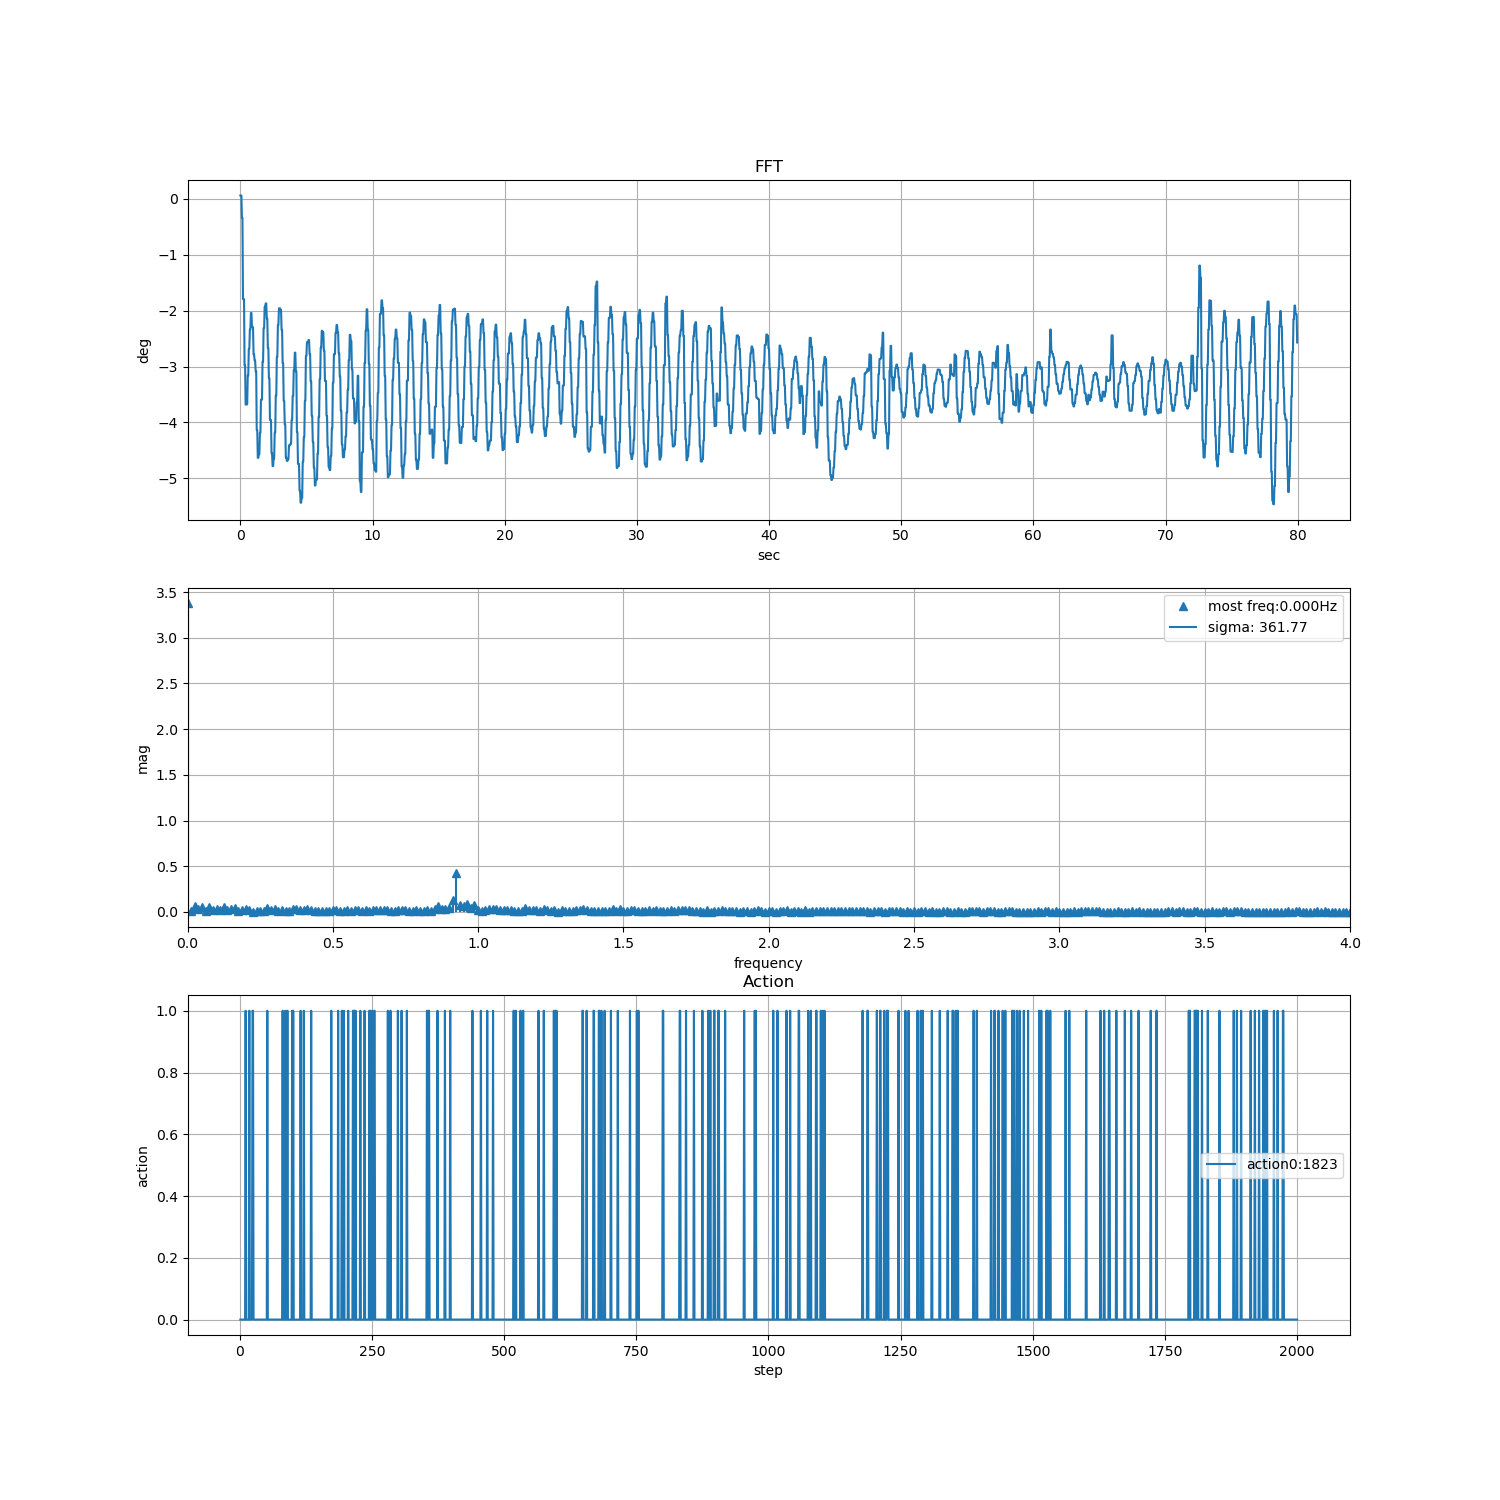 FFT
0
−1
−2
−3
−4
−5
deg
0 10 20 30 40 50 60 70 80
sec
3.5
3.0
2.5
2.0
1.5
1.0
0.5
0.0
mag
most freq:0.000Hz
sigma: 361.77
0.0 0.5 1.0 1.5 2.0 2.5 3.0 3.5 4.0
frequency
Action
1.0
0.8
0.6
0.4
0.2
0.0
action
action0:1823
0 250 500 750 1000 1250 1500 1750 2000
step